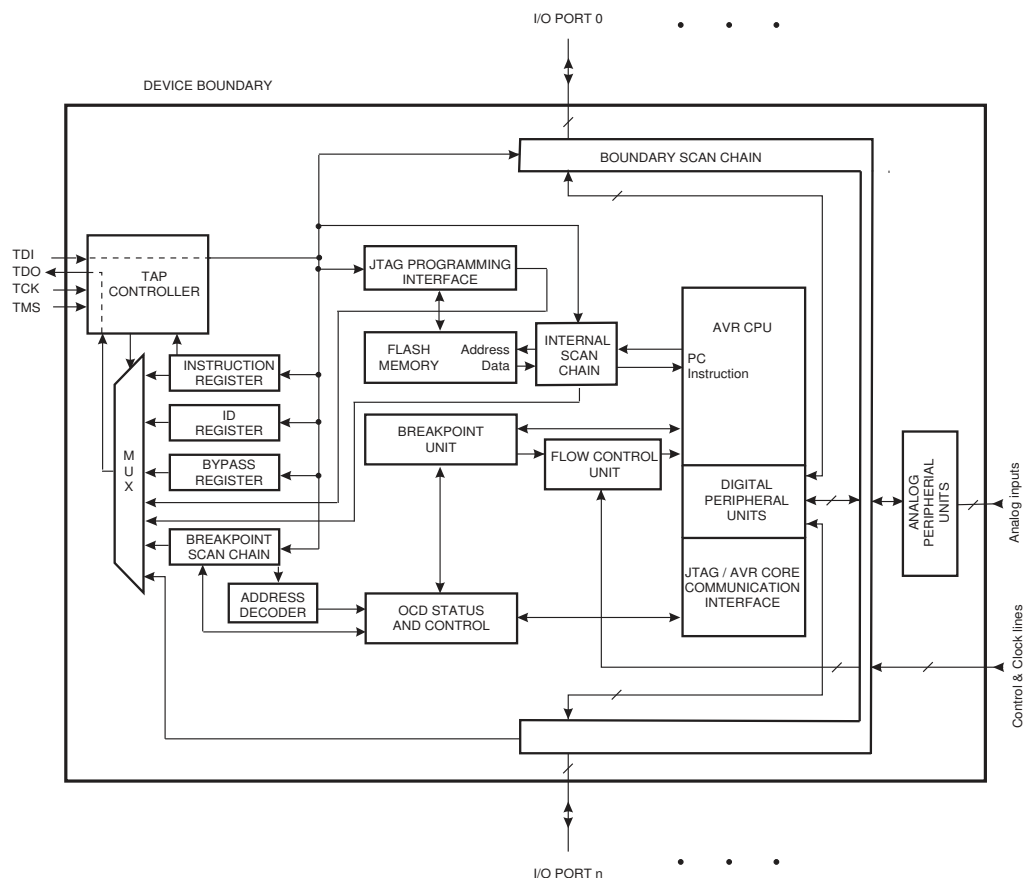 I/O PORT 0
DEVICE BOUNDARY
BOUNDARY SCAN CHAIN
TDI
TDO
TCK
TMS
TAP
CONTROLLER
JTAG PROGRAMMING
INTERFACE
AVR CPU
FLASH
MEMORY
Address
Data
INTERNAL
SCAN
CHAIN
PC
Instruction
INSTRUCTION
REGISTER
ID
REGISTER
BYPASS
REGISTER
M
U
X
BREAKPOINT
UNIT
FLOW CONTROL
UNIT
DIGITAL
PERIPHERAL
UNITS
ANALOG
PERIPHERIAL
UNITS
Analog inputs
BREAKPOINT
SCAN CHAIN
ADDRESS
DECODER
OCD STATUS
AND CONTROL
JTAG / AVR CORE
COMMUNICATION
INTERFACE
Control & Clock lines
I/O PORT n